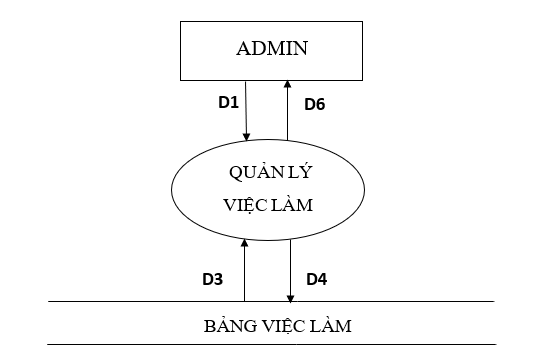 ADMIN
D1
D6
QUẢN LÝ
VIỆC LÀM
D3
D4
BẢNG VIỆC LÀM